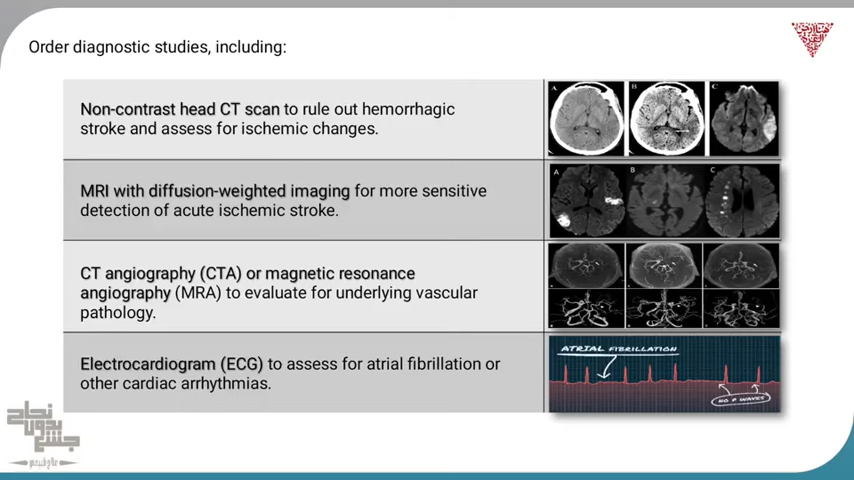 Order diagnostic studies, including:
Non-contrast head CT scan to rule out hemorrhagic
stroke and assess for ischemic changes.
A B C
MRI with diffusion-weighted imaging for more sensitive
detection of acute ischemic stroke.
A B C
CT angiography (CTA) or magnetic resonance
angiography (MRA) to evaluate for underlying vascular
pathology.
Electrocardiogram (ECG) to assess for atrial fibrillation or
other cardiac arrhythmias.
ATRIAL FIBRILLATION
NO P WAVES